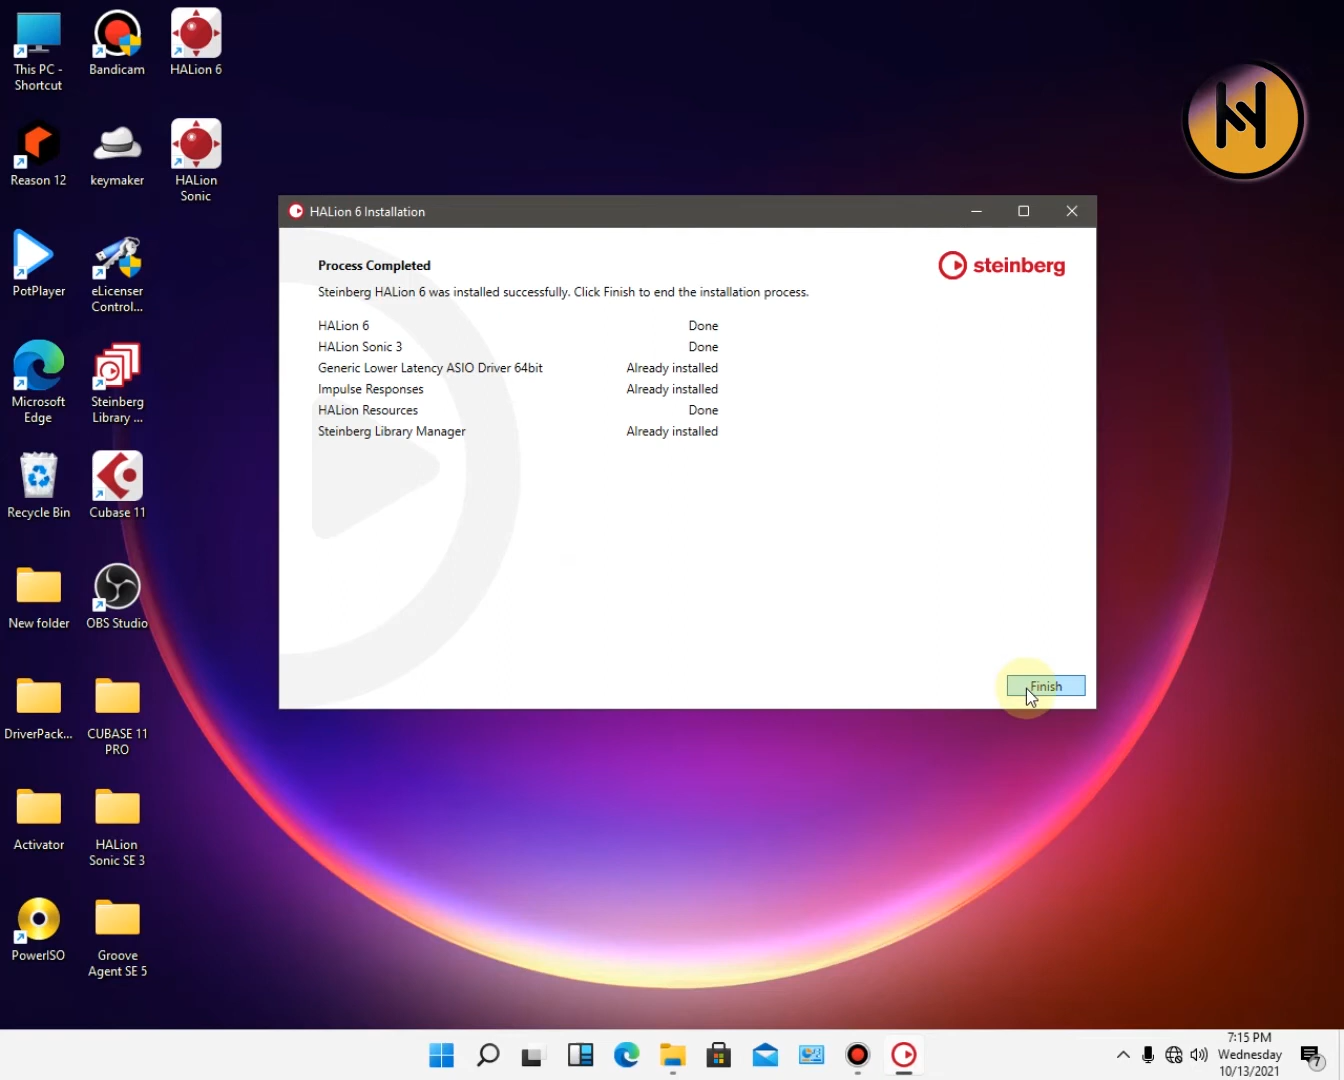 This PC -
Shortcut
Bandicam
HALion 6
Reason 12
keymaker
HALion
Sonic
PotPlayer
eLicenser
Control...
Microsoft
Edge
Steinberg
Library ...
Recycle Bin
Cubase 11
New folder
OBS Studio
DriverPack...
CUBASE 11
PRO
Activator
HALion
Sonic SE 3
PowerISO
Groove
Agent SE 5
HALion 6 Installation
steinberg
Process Completed
Steinberg HALion 6 was installed successfully. Click Finish to end the installation process.
HALion 6 Done
HALion Sonic 3 Done
Generic Lower Latency ASIO Driver 64bit Already installed
Impulse Responses Already installed
HALion Resources Done
Steinberg Library Manager Already installed
Finish
7:15 PM
Wednesday
10/13/2021
7